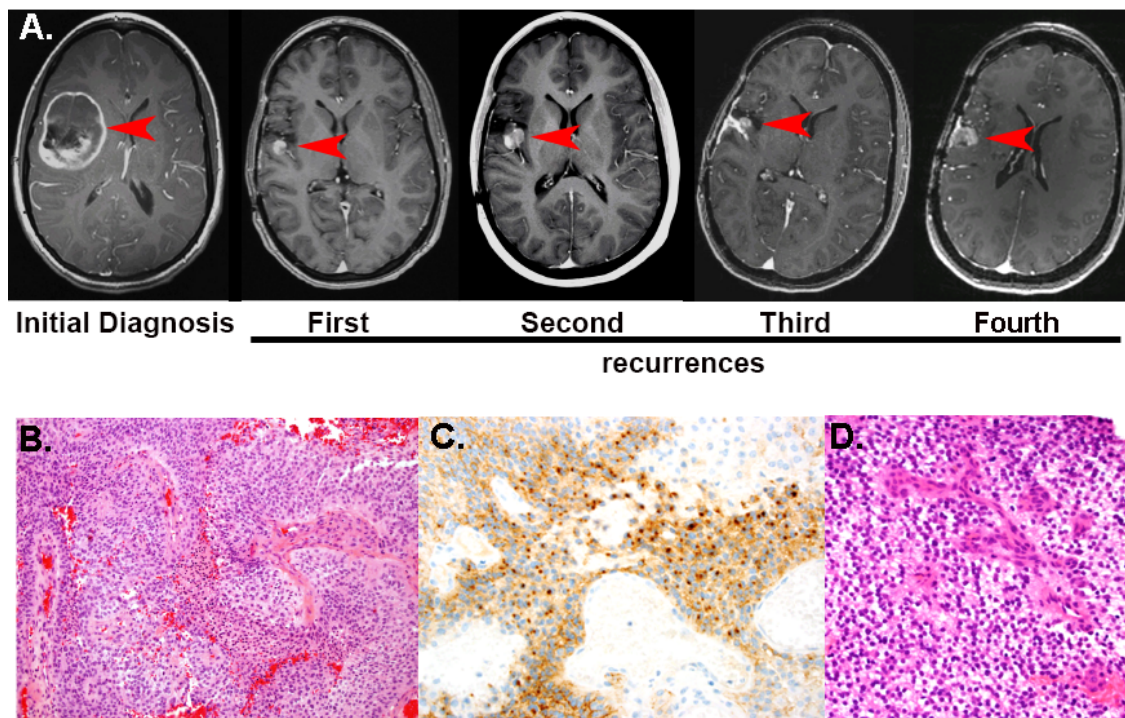 A.
Initial Diagnosis First Second Third Fourth
recurrences
B. C. D.